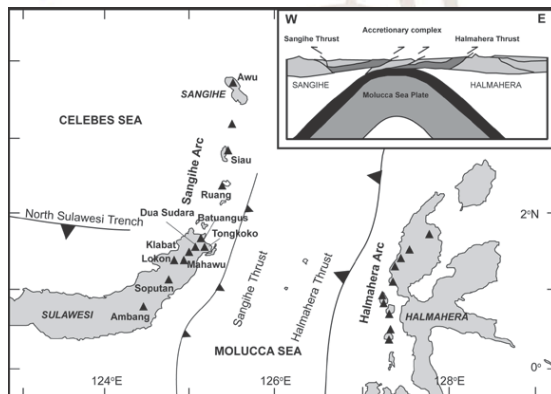 W
E
Sangihe Thrust
Accretionary complex
Halmahera Thrust
SANGIHE
Molucca Sea Plate
HALMAHERA
Awu
SANGIHE
CELEBES SEA
Sangihe Arc
Siau
Ruang
North Sulawesi Trench
Dua Sudara
Batuangus
Tongkoko
Klabat
Lokon
Mahawu
Soputan
Ambang
SULAWESI
Sangihe Thrust
Halmahera Thrust
MOLUCCA SEA
Halmahera Arc
HALMAHERA
2°N
0°
124°E
126°E
128°E